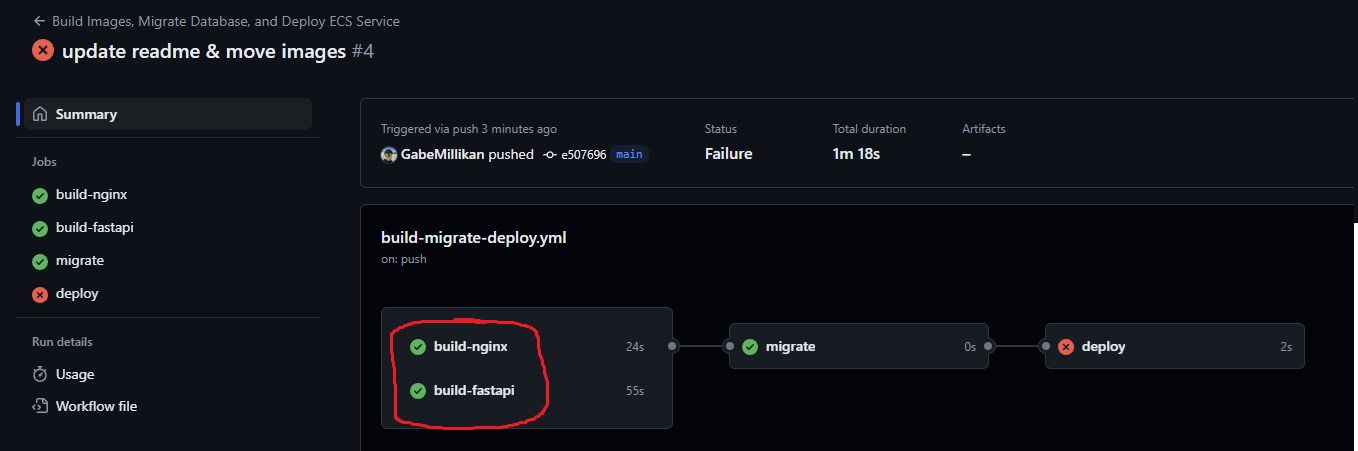 Build Images, Migrate Database, and Deploy ECS Service
update readme & move images #4
Summary
Jobs
build-nginx
build-fastapi
migrate
deploy
Run details
Usage
Workflow file
Triggered via push 3 minutes ago
GabeMillikan pushed e507696 main
Status
Failure
Total duration
1m 18s
Artifacts
–
build-migrate-deploy.yml
on: push
build-nginx 24s
build-fastapi 55s
migrate 0s
deploy 2s